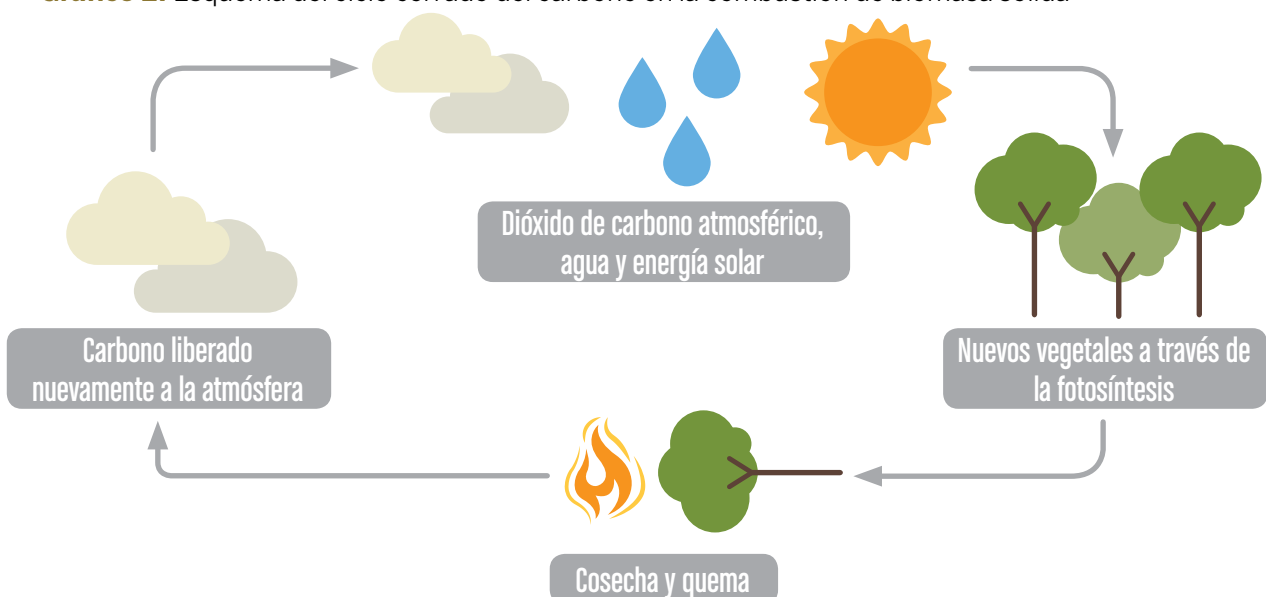 Esquema del ciclo cerrado del carbono en la combustión de biomasa sólida
Dióxido de carbono atmosférico,
agua y energía solar
Carbono liberado
nuevamente a la atmósfera
Nuevos vegetales a través de
la fotosíntesis
Cosecha y quema